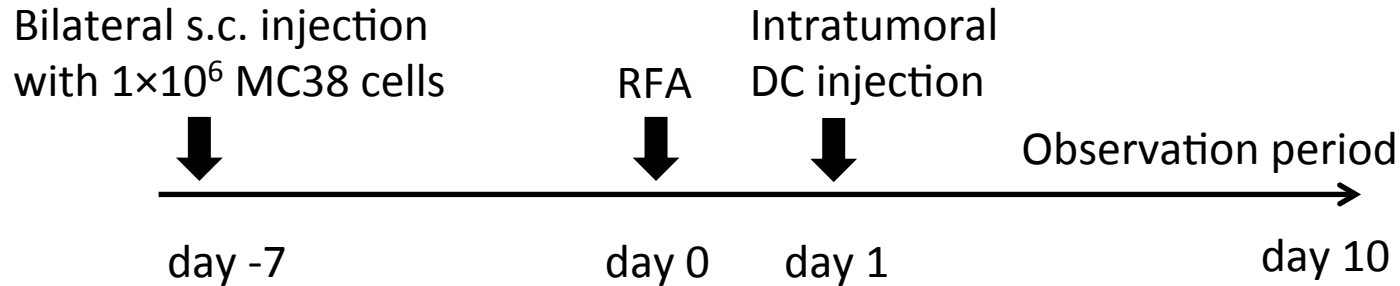 Bilateral s.c. injection
with 1×10⁶ MC38 cells
RFA
Intratumoral
DC injection
Observation period
day -7
day 0
day 1
day 10